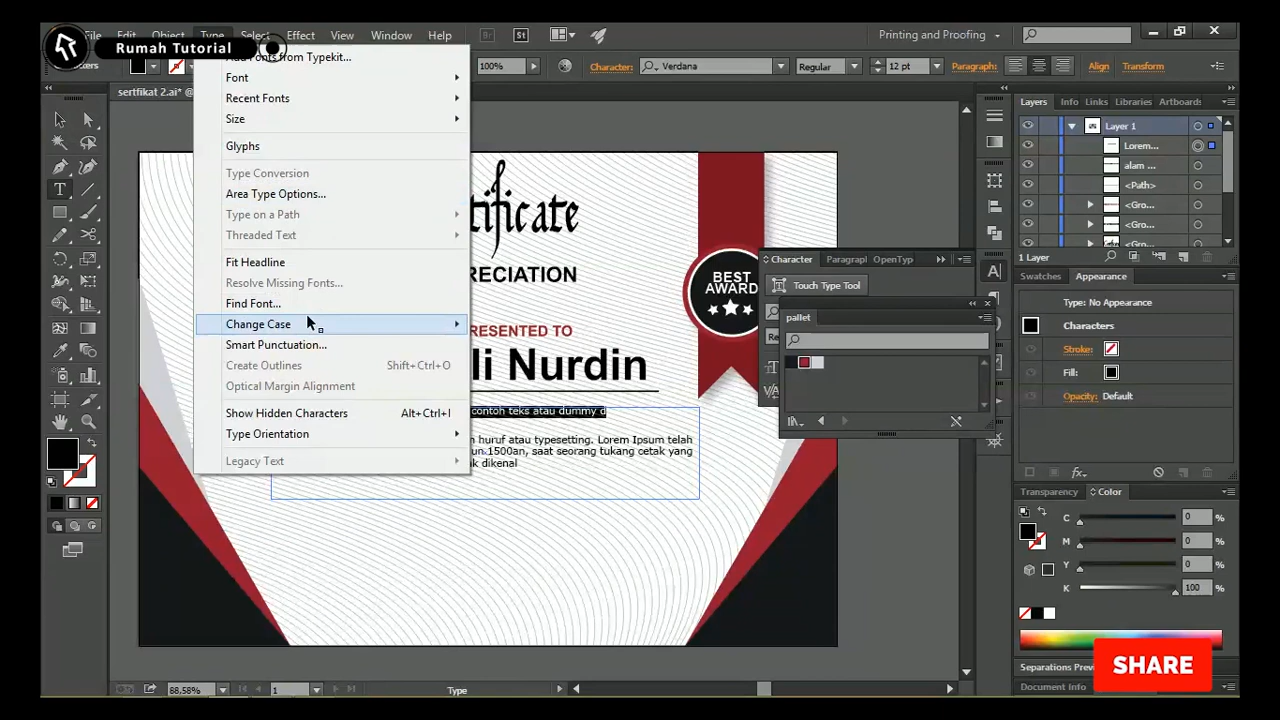 File Edit Object Type Select Effect View Window Help
Br St
Printing and Proofing
Rumah Tutorial
100%
Character:
Verdana
Regular
12 pt
Paragraph:
Align
Transform
sertfikat 2.ai* @
Add Fonts from Typekit...
Font
Recent Fonts
Size
Glyphs
Type Conversion
Area Type Options...
Type on a Path
Threaded Text
Fit Headline
Resolve Missing Fonts...
Find Font...
Change Case
Smart Punctuation...
Create Outlines Shift+Ctrl+O
Optical Margin Alignment
Show Hidden Characters Alt+Ctrl+I
Type Orientation
Legacy Text
tificate
RECIATION
RESENTED TO
li Nurdin
contoh teks atau dummy d
n huruf atau typesetting. Lorem Ipsum telah
un 1500an, saat seorang tukang cetak yang
ak dikenal
BEST
AWARD
Character Paragrapl OpenTyp
Touch Type Tool
pallet
Layers Info Links Libraries Artboards
Layer 1
Lorem...
alam ...
<Path>
<Gro...
<Gro...
<Gro...
1 Layer
Swatches Appearance
Type: No Appearance
Characters
Stroke:
Fill:
Opacity: Default
fx
Transparency Color
C 0 %
M 0 %
Y 0 %
K 100 %
Separations Previ
Document Info
SHARE
88,58%
1
Type